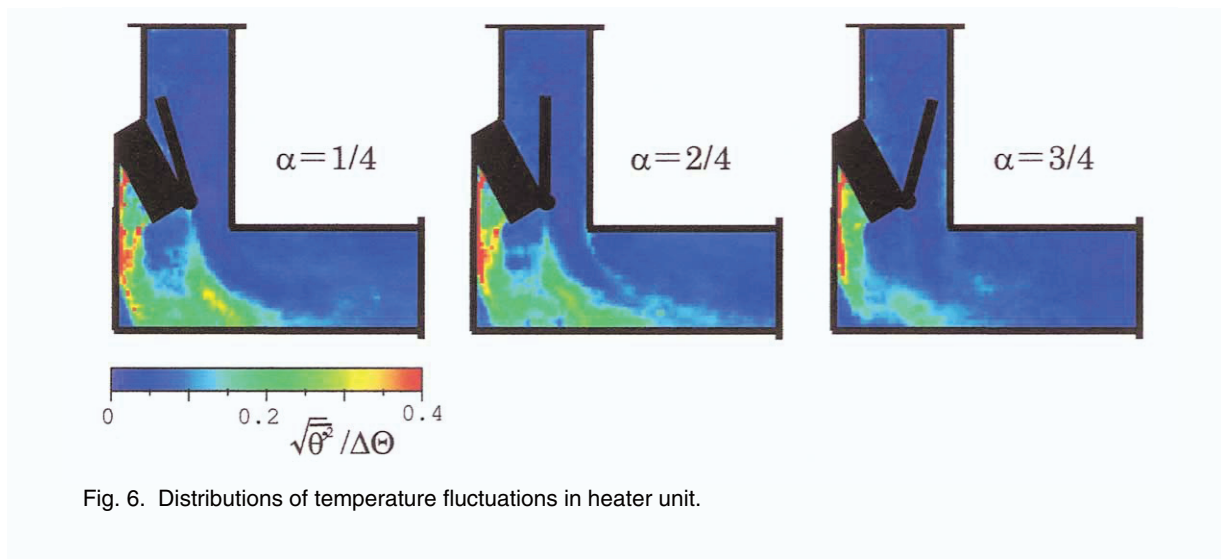 α=1/4
α=2/4
α=3/4
0 0.2 0.4
√θ'²/ΔΘ
Fig. 6. Distributions of temperature fluctuations in heater unit.